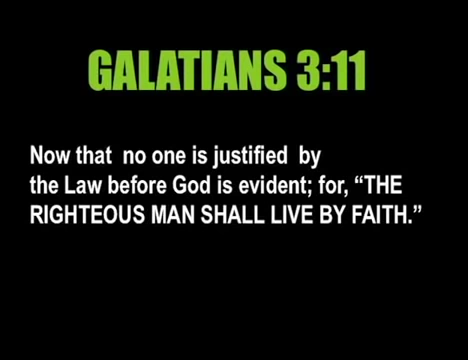 GALATIANS 3:11
Now that no one is justified by
the Law before God is evident; for, “THE
RIGHTEOUS MAN SHALL LIVE BY FAITH.”